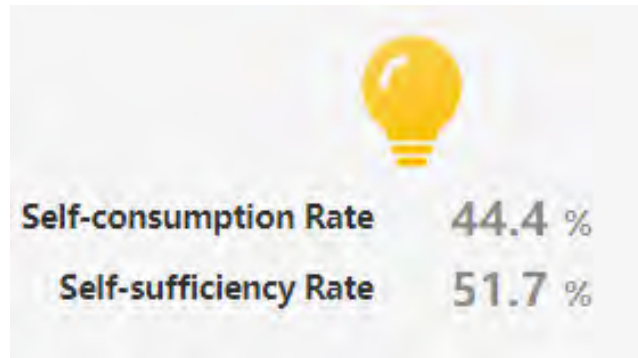 Self-consumption Rate 44.4 %
Self-sufficiency Rate 51.7 %